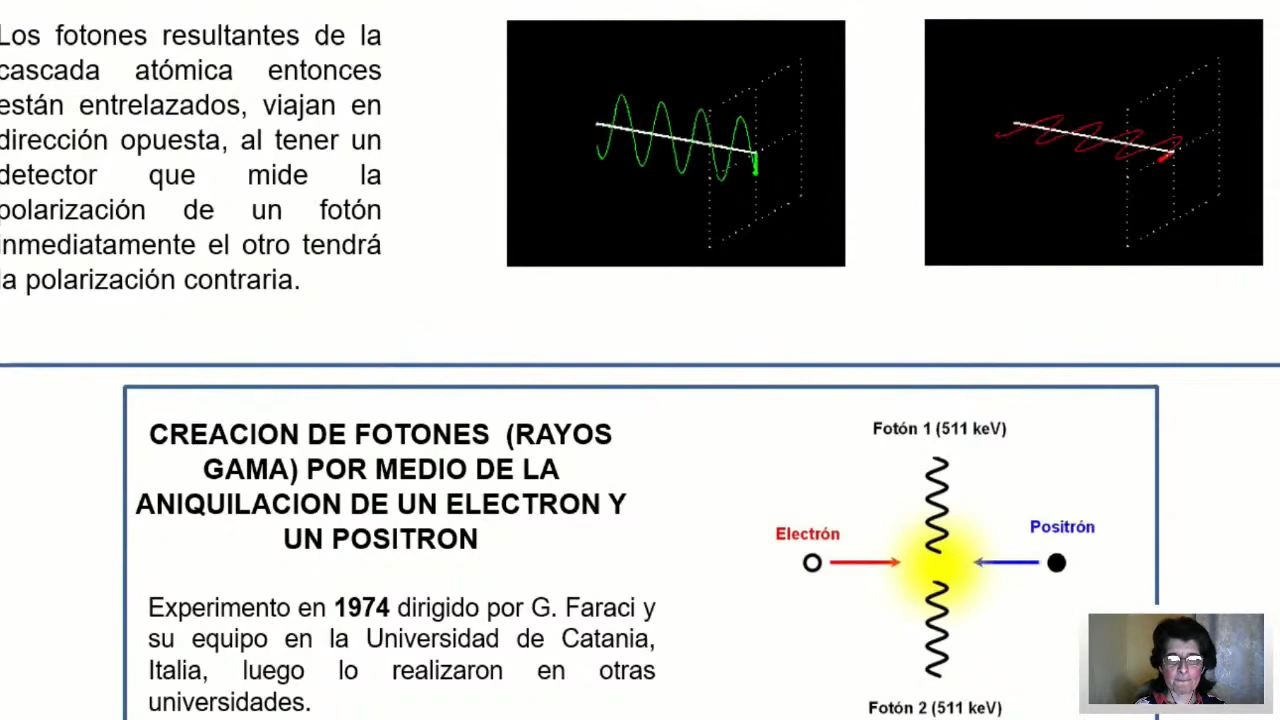 Los fotones resultantes de la
cascada atómica entonces
están entrelazados, viajan en
dirección opuesta, al tener un
detector que mide la
polarización de un fotón
inmediatamente el otro tendrá
la polarización contraria.
CREACION DE FOTONES (RAYOS
GAMA) POR MEDIO DE LA
ANIQUILACION DE UN ELECTRON Y
UN POSITRON
Experimento en 1974 dirigido por G. Faraci y
su equipo en la Universidad de Catania,
Italia, luego lo realizaron en otras
universidades.
Fotón 1 (511 keV)
Electrón
Positrón
Fotón 2 (511 keV)